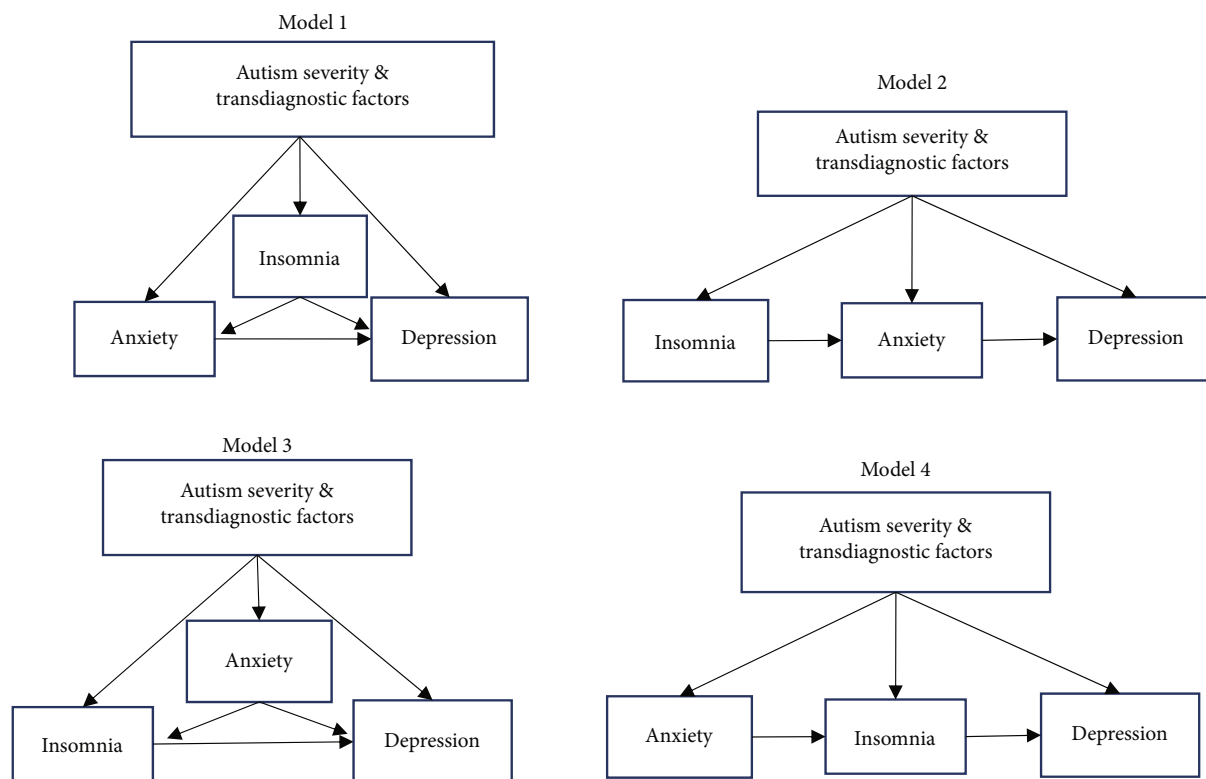 Model 1
Autism severity &
transdiagnostic factors
Insomnia
Anxiety
Depression
Model 2
Autism severity &
transdiagnostic factors
Insomnia
Anxiety
Depression
Model 3
Autism severity &
transdiagnostic factors
Anxiety
Insomnia
Depression
Model 4
Autism severity &
transdiagnostic factors
Anxiety
Insomnia
Depression